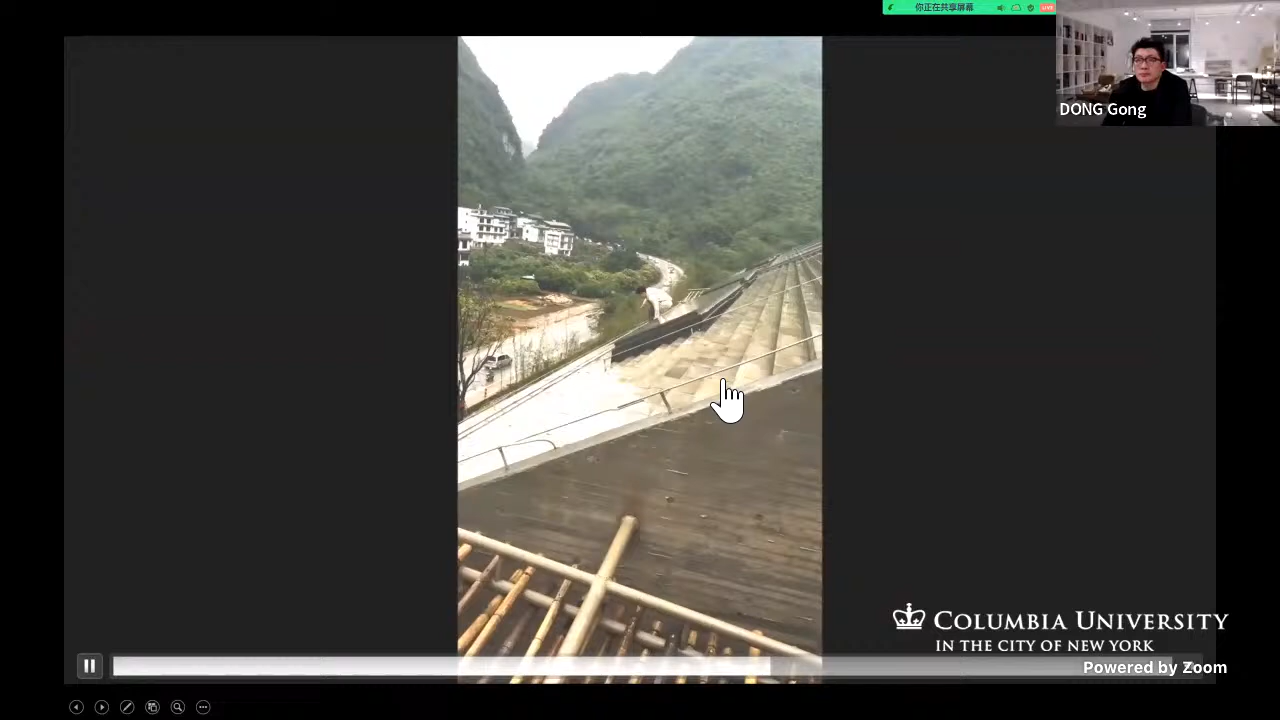 你正在共享屏幕
LIVE
DONG Gong
COLUMBIA UNIVERSITY
IN THE CITY OF NEW YORK
Powered by Zoom